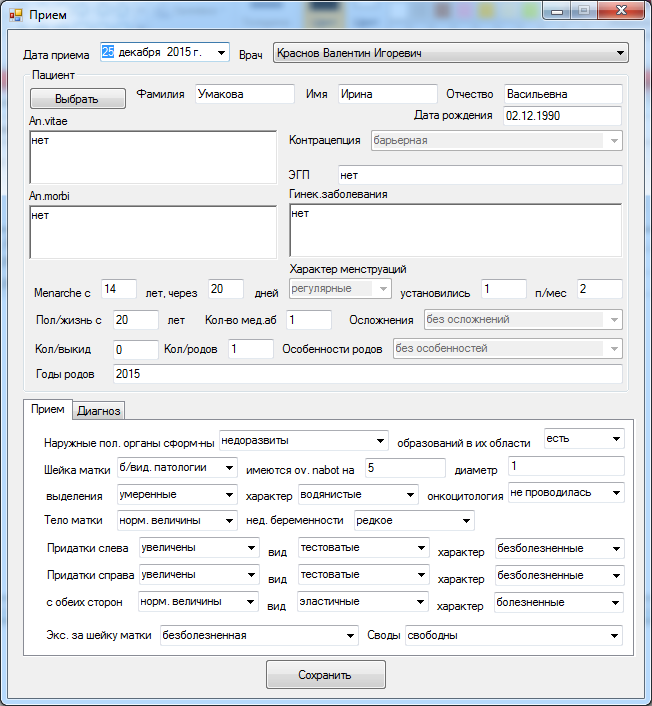 Прием
Дата приема 25 декабря 2015 г. Врач Краснов Валентин Игоревич
Пациент
Выбрать Фамилия Умакова Имя Ирина Отчество Васильевна
Дата рождения 02.12.1990
An.vitae
нет
Контрацепция барьерная
ЭГП нет
An.morbi
нет
Гинек.заболевания
нет
Характер менструаций
Menarche с 14 лет, через 20 дней регулярные установились 1 п/мес 2
Пол/жизнь с 20 лет Кол-во мед.аб 1 Осложнения без осложнений
Кол/выкид 0 Кол/родов 1 Особенности родов без особенностей
Годы родов 2015
Прием Диагноз
Наружные пол. органы сформ-ны недоразвиты образований в их области есть
Шейка матки б/вид. патологии имеются ov. nabot на 5 диаметр 1
выделения умеренные характер водянистые онкоцитология не проводилась
Тело матки норм. величины нед. беременности редкое
Придатки слева увеличены вид тестоватые характер безболезненные
Придатки справа увеличены вид тестоватые характер безболезненные
с обеих сторон норм. величины вид эластичные характер болезненные
Экс. за шейку матки безболезненная Своды свободны
Сохранить